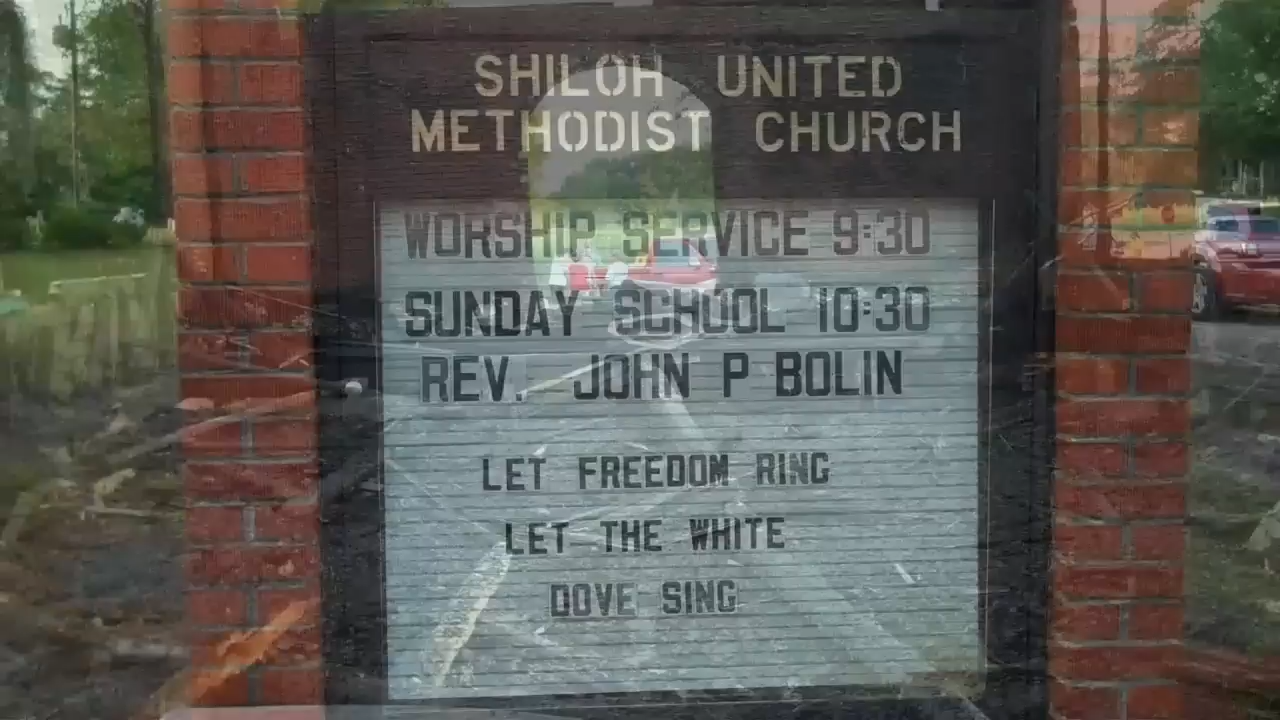 SHILOH UNITED
METHODIST CHURCH
WORSHIP SERVICE 9:30
SUNDAY SCHOOL 10:30
REV. JOHN P BOLIN
LET FREEDOM RING
LET THE WHITE
DOVE SING